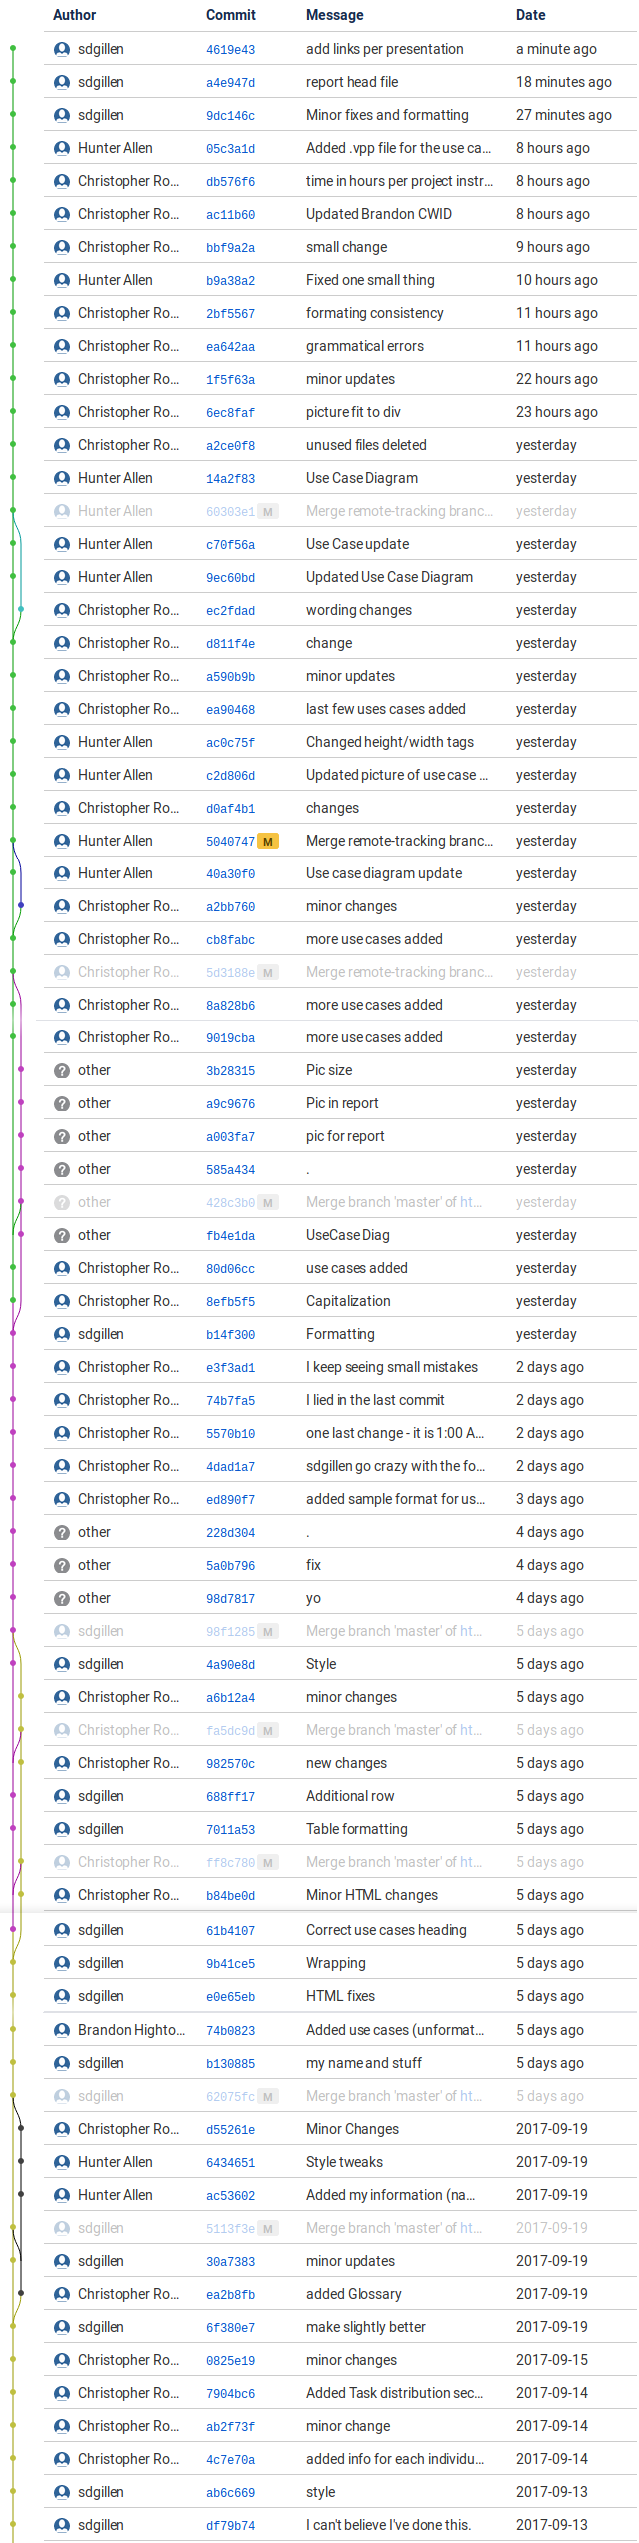 Author Commit Message Date
sdgillen 4619e43 add links per presentation a minute ago
sdgillen a4e947d report head file 18 minutes ago
sdgillen 9dc146c Minor fixes and formatting 27 minutes ago
Hunter Allen 05c3a1d Added .vpp file for the use ca... 8 hours ago
Christopher Ro... db576f6 time in hours per project instr... 8 hours ago
Christopher Ro... ac11b60 Updated Brandon CWID 8 hours ago
Christopher Ro... bbf9a2a small change 9 hours ago
Hunter Allen b9a38a2 Fixed one small thing 10 hours ago
Christopher Ro... 2bf5567 formating consistency 11 hours ago
Christopher Ro... ea642aa grammatical errors 11 hours ago
Christopher Ro... 1f5f63a minor updates 22 hours ago
Christopher Ro... 6ec8faf picture fit to div 23 hours ago
Christopher Ro... a2ce0f8 unused files deleted yesterday
Hunter Allen 14a2f83 Use Case Diagram yesterday
Hunter Allen 60303e1 M Merge remote-tracking branc... yesterday
Hunter Allen c70f56a Use Case update yesterday
Hunter Allen 9ec60bd Updated Use Case Diagram yesterday
Christopher Ro... ec2fdad wording changes yesterday
Christopher Ro... d811f4e change yesterday
Christopher Ro... a590b9b minor updates yesterday
Christopher Ro... ea90468 last few uses cases added yesterday
Hunter Allen ac0c75f Changed height/width tags yesterday
Hunter Allen c2d806d Updated picture of use case ... yesterday
Christopher Ro... d0af4b1 changes yesterday
Hunter Allen 5040747 M Merge remote-tracking branc... yesterday
Hunter Allen 40a30f0 Use case diagram update yesterday
Christopher Ro... a2bb760 minor changes yesterday
Christopher Ro... cb8fabc more use cases added yesterday
Christopher Ro... 5d3188e M Merge remote-tracking branc... yesterday
Christopher Ro... 8a828b6 more use cases added yesterday
Christopher Ro... 9019cba more use cases added yesterday
other 3b28315 Pic size yesterday
other a9c9676 Pic in report yesterday
other a003fa7 pic for report yesterday
other 585a434 . yesterday
other 428c3b0 M Merge branch 'master' of ht... yesterday
other fb4e1da UseCase Diag yesterday
Christopher Ro... 80d06cc use cases added yesterday
Christopher Ro... 8efb5f5 Capitalization yesterday
sdgillen b14f300 Formatting yesterday
Christopher Ro... e3f3ad1 I keep seeing small mistakes 2 days ago
Christopher Ro... 74b7fa5 I lied in the last commit 2 days ago
Christopher Ro... 5570b10 one last change - it is 1:00 A... 2 days ago
Christopher Ro... 4dad1a7 sdgillen go crazy with the fo... 2 days ago
Christopher Ro... ed890f7 added sample format for us... 3 days ago
other 228d304 . 4 days ago
other 5a0b796 fix 4 days ago
other 98d7817 yo 4 days ago
sdgillen 98f1285 M Merge branch 'master' of ht... 5 days ago
sdgillen 4a90e8d Style 5 days ago
Christopher Ro... a6b12a4 minor changes 5 days ago
Christopher Ro... fa5dc9d M Merge branch 'master' of ht... 5 days ago
Christopher Ro... 982570c new changes 5 days ago
sdgillen 688ff17 Additional row 5 days ago
sdgillen 7011a53 Table formatting 5 days ago
Christopher Ro... ff8c780 M Merge branch 'master' of ht... 5 days ago
Christopher Ro... b84be0d Minor HTML changes 5 days ago
sdgillen 61b4107 Correct use cases heading 5 days ago
sdgillen 9b41ce5 Wrapping 5 days ago
sdgillen e0e65eb HTML fixes 5 days ago
Brandon Highto... 74b0823 Added use cases (unformat... 5 days ago
sdgillen b130885 my name and stuff 5 days ago
sdgillen 62075fc M Merge branch 'master' of ht... 5 days ago
Christopher Ro... d55261e Minor Changes 2017-09-19
Hunter Allen 6434651 Style tweaks 2017-09-19
Hunter Allen ac53602 Added my information (na... 2017-09-19
sdgillen 5113f3e M Merge branch 'master' of ht... 2017-09-19
sdgillen 30a7383 minor updates 2017-09-19
Christopher Ro... ea2b8fb added Glossary 2017-09-19
sdgillen 6f380e7 make slightly better 2017-09-19
Christopher Ro... 0825e19 minor changes 2017-09-15
Christopher Ro... 7904bc6 Added Task distribution sec... 2017-09-14
Christopher Ro... ab2f73f minor change 2017-09-14
Christopher Ro... 4c7e70a added info for each individu... 2017-09-14
sdgillen ab6c669 style 2017-09-13
sdgillen df79b74 I can't believe I've done this. 2017-09-13